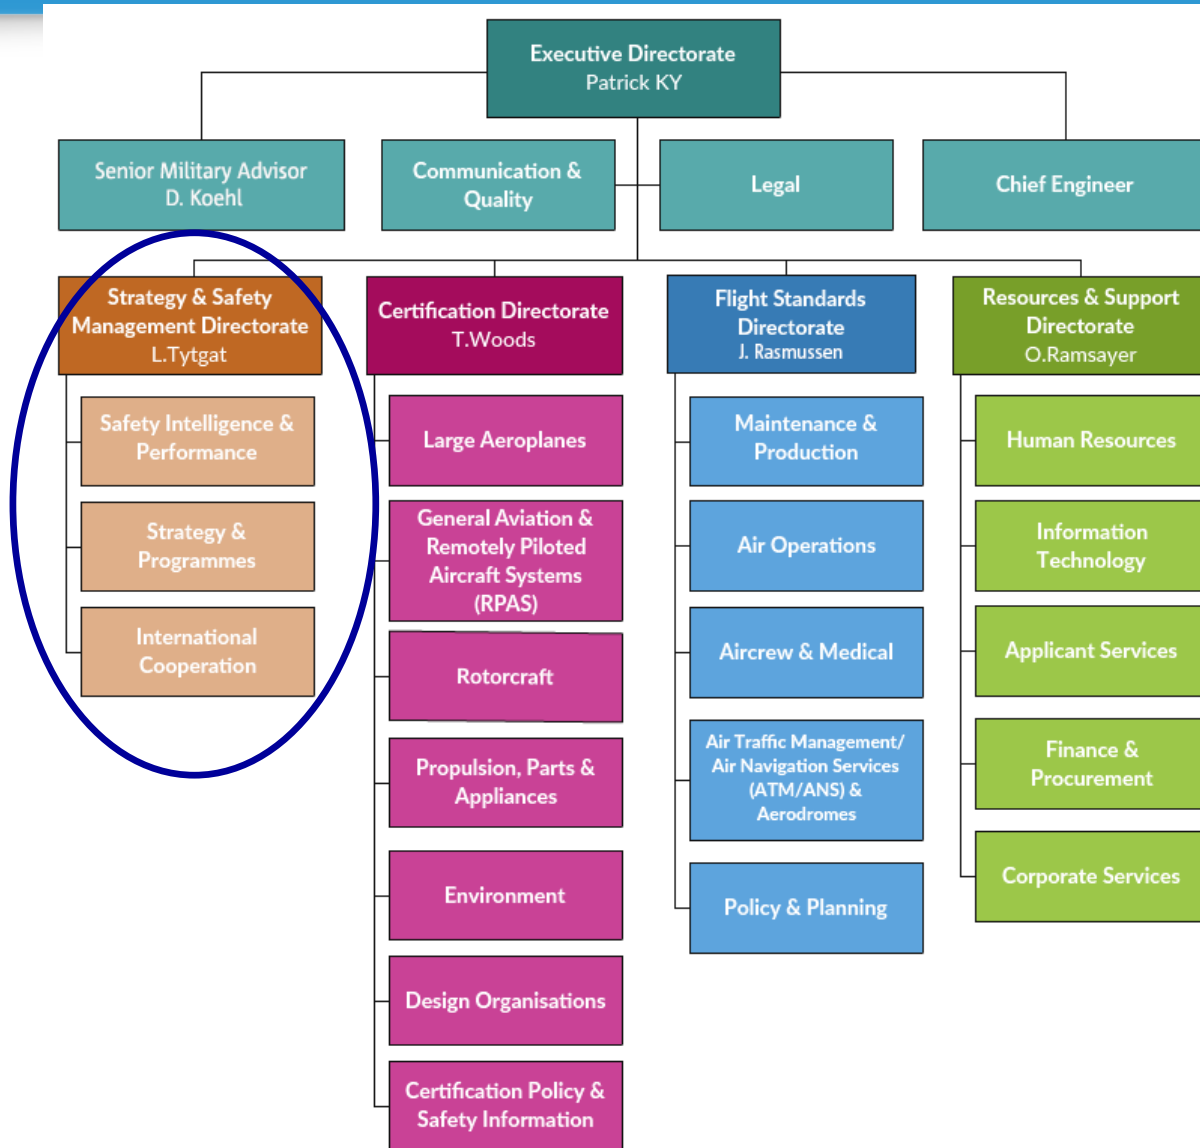 Executive Directorate
Patrick KY
Senior Military Advisor
D. Koehl
Communication &
Quality
Legal
Chief Engineer
Strategy & Safety
Management Directorate
L.Tytgat
Safety Intelligence &
Performance
Strategy &
Programmes
International
Cooperation
Certification Directorate
T.Woods
Large Aeroplanes
General Aviation &
Remotely Piloted
Aircraft Systems
(RPAS)
Rotorcraft
Propulsion, Parts &
Appliances
Environment
Design Organisations
Certification Policy &
Safety Information
Flight Standards
Directorate
J. Rasmussen
Maintenance &
Production
Air Operations
Aircrew & Medical
Air Traffic Management/
Air Navigation Services
(ATM/ANS) &
Aerodromes
Policy & Planning
Resources & Support
Directorate
O.Ramsayer
Human Resources
Information
Technology
Applicant Services
Finance &
Procurement
Corporate Services